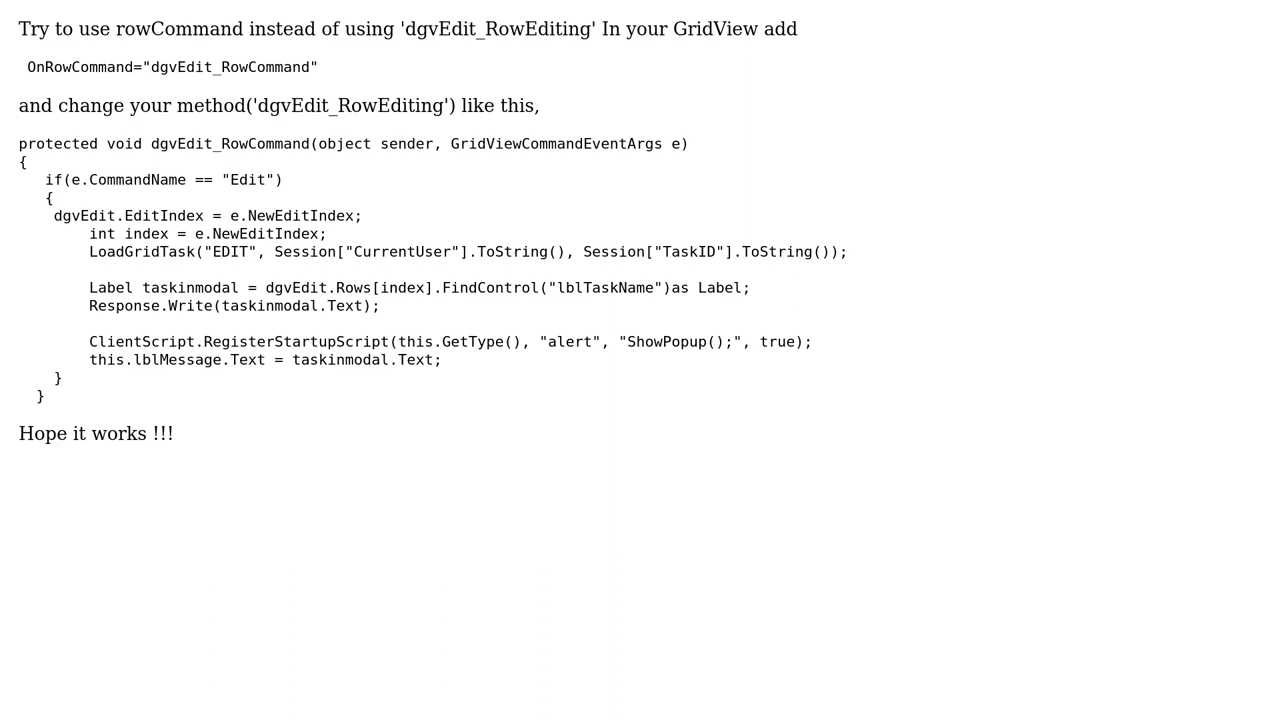 Try to use rowCommand instead of using 'dgvEdit_RowEditing' In your GridView add
OnRowCommand="dgvEdit_RowCommand"
and change your method('dgvEdit_RowEditing') like this,
protected void dgvEdit_RowCommand(object sender, GridViewCommandEventArgs e)
{
   if(e.CommandName == "Edit")
   {
    dgvEdit.EditIndex = e.NewEditIndex;
        int index = e.NewEditIndex;
        LoadGridTask("EDIT", Session["CurrentUser"].ToString(), Session["TaskID"].ToString());

        Label taskinmodal = dgvEdit.Rows[index].FindControl("lblTaskName")as Label;
        Response.Write(taskinmodal.Text);

        ClientScript.RegisterStartupScript(this.GetType(), "alert", "ShowPopup();", true);
        this.lblMessage.Text = taskinmodal.Text;
    }
  }
Hope it works !!!